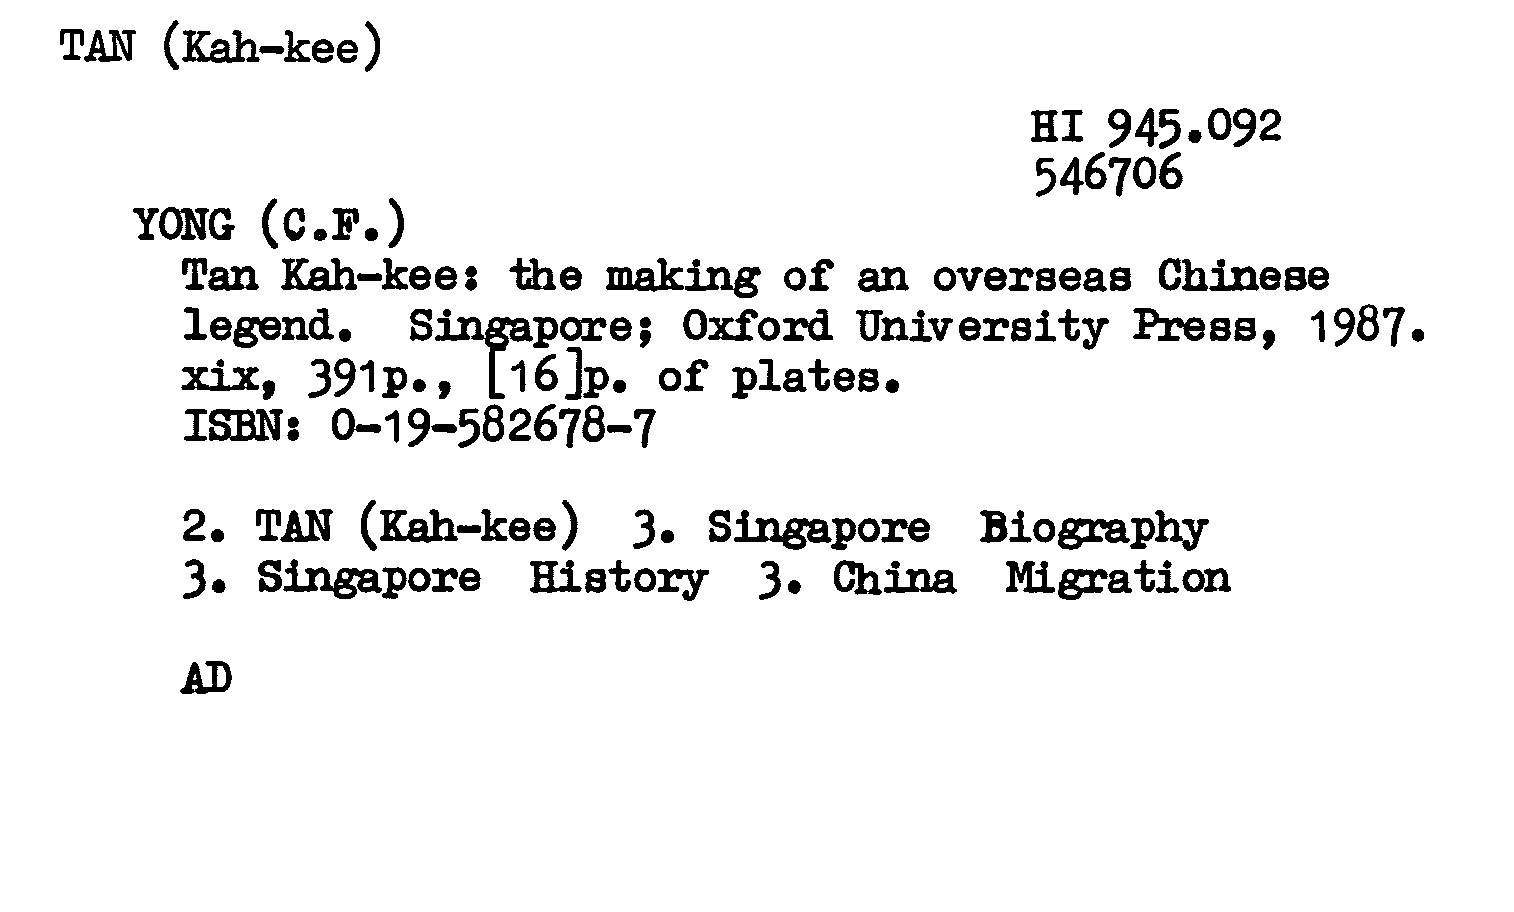 TAN (Kah-kee)
HI 945.092
546706
YONG (C.F.)
Tan Kah-kee: the making of an overseas Chinese
legend. Singapore; Oxford University Press, 1987.
xix, 391p., [16]p. of plates.
ISBN: 0-19-582678-7
2. TAN (Kah-kee) 3. Singapore Biography
3. Singapore History 3. China Migration
AD